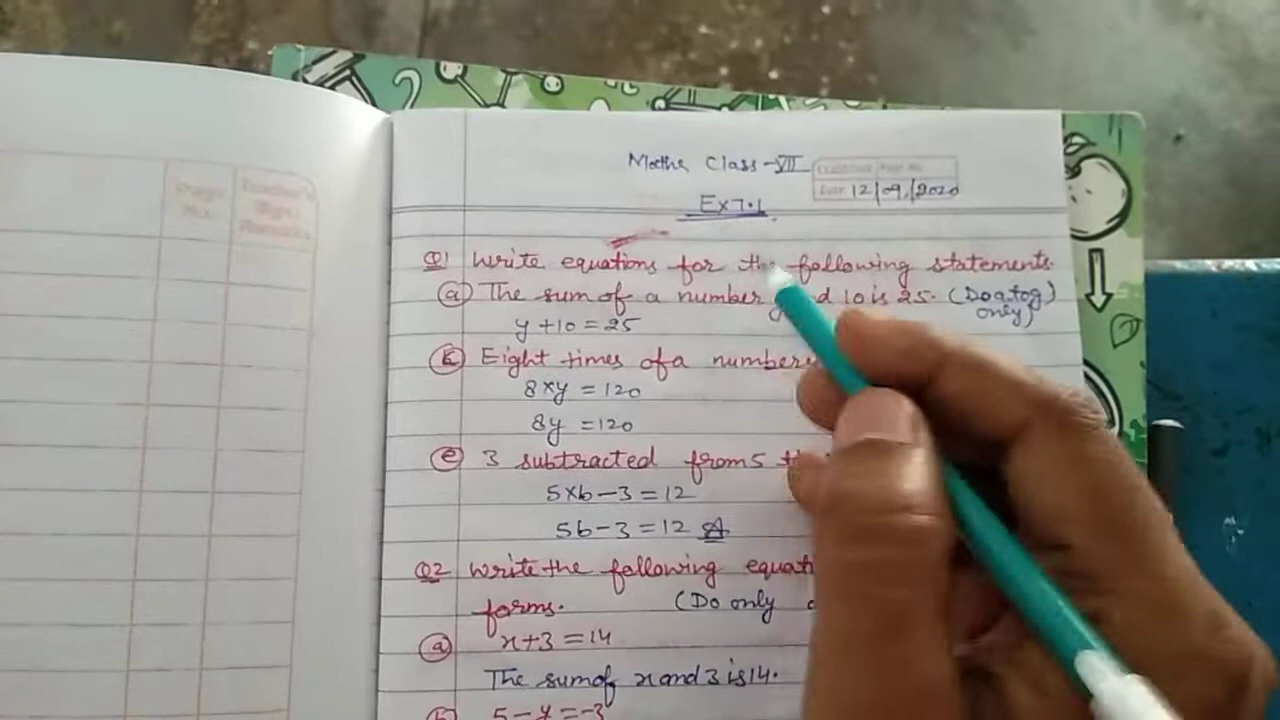 Maths Class-VII
Date 12/09/2020
Ex 7.1
Q1 Write equations for the following statements.
(a) The sum of a number 10 is 25. (Do a to g)
only)
y + 10 = 25
Eight times of a number
8×y = 120
8y = 120
(e) 3 subtracted from 5
5×b - 3 = 12
5b - 3 = 12
Q2 Write the following
forms. (Do only
(a) x + 3 = 14
The sum of x and 3 is 14.
5 - y = -3